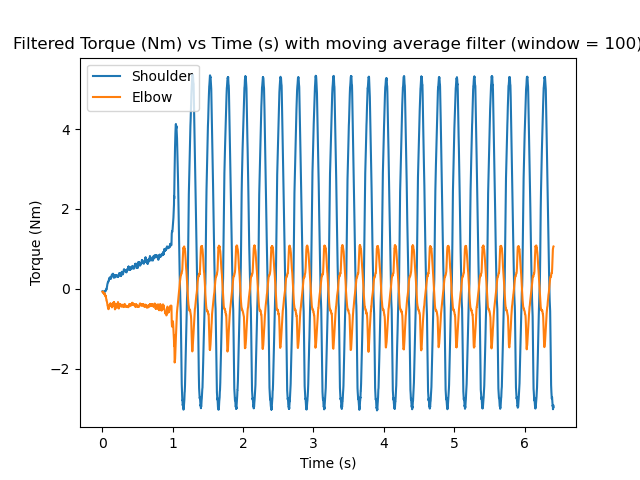 Filtered Torque (Nm) vs Time (s) with moving average filter (window = 100)
Shoulder
Elbow
Torque (Nm)
4
2
0
−2
0 1 2 3 4 5 6
Time (s)